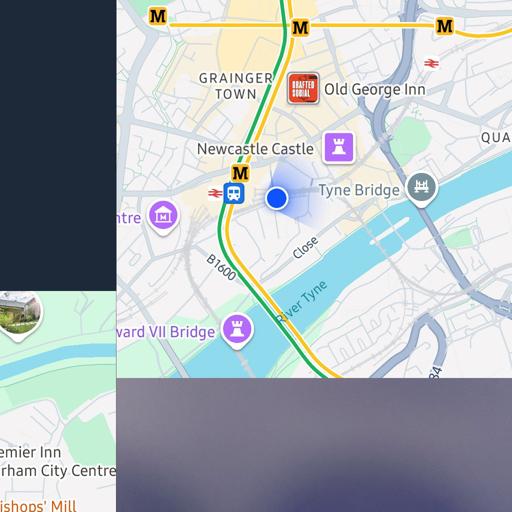 M
M
M
GRAINGER
TOWN
CRAFTED
SOCIAL
Old George Inn
QUA
Newcastle Castle
M
Tyne Bridge
ntre
Close
B1600
River Tyne
ward VII Bridge
84
emier Inn
rham City Centre
ishops' Mill